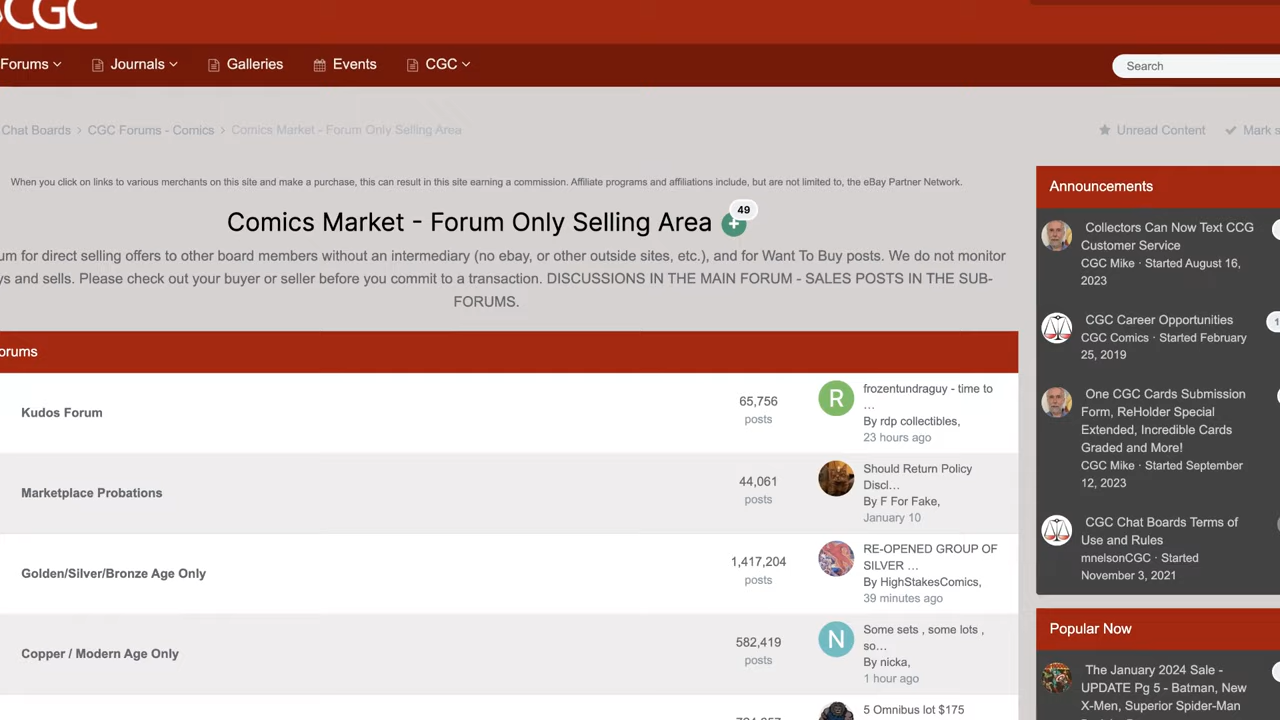 CGC
Forums
Journals
Galleries
Events
CGC
Search
Chat Boards > CGC Forums - Comics > Comics Market - Forum Only Selling Area
Unread Content
Mark
When you click on links to various merchants on this site and make a purchase, this can result in this site earning a commission. Affiliate programs and affiliations include, but are not limited to, the eBay Partner Network.
Comics Market - Forum Only Selling Area
49
um for direct selling offers to other board members without an intermediary (no ebay, or other outside sites, etc.), and for Want To Buy posts. We do not monitor
ys and sells. Please check out your buyer or seller before you commit to a transaction. DISCUSSIONS IN THE MAIN FORUM - SALES POSTS IN THE SUB-
FORUMS.
orums
Kudos Forum
65,756
posts
R
frozentundraguy - time to
...
By rdp collectibles,
23 hours ago
Marketplace Probations
44,061
posts
Should Return Policy
Discl...
By F For Fake,
January 10
Golden/Silver/Bronze Age Only
1,417,204
posts
RE-OPENED GROUP OF
SILVER ...
By HighStakesComics,
39 minutes ago
Copper / Modern Age Only
582,419
posts
N
Some sets , some lots ,
so...
By nicka,
1 hour ago
5 Omnibus lot $175
Announcements
Collectors Can Now Text CCG
Customer Service
CGC Mike · Started August 16,
2023
CGC Career Opportunities
CGC Comics · Started February
25, 2019
One CGC Cards Submission
Form, ReHolder Special
Extended, Incredible Cards
Graded and More!
CGC Mike · Started September
12, 2023
CGC Chat Boards Terms of
Use and Rules
mnelsonCGC · Started
November 3, 2021
Popular Now
The January 2024 Sale -
UPDATE Pg 5 - Batman, New
X-Men, Superior Spider-Man